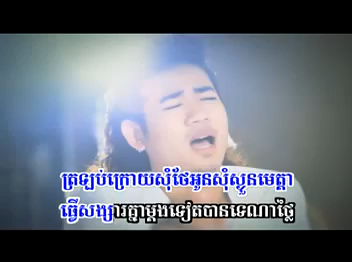 ត្រឡប់ក្រោយសុំថែអូនសុំស្ងួនមេត្តា
ធ្វើសង្សារគ្នាម្ដងទៀតបានទេណាថ្លៃ